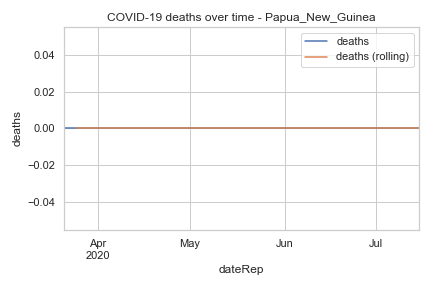 COVID-19 deaths over time - Papua_New_Guinea
deaths
deaths (rolling)
0.04
0.02
0.00
−0.02
−0.04
deaths
Apr
2020
May
Jun
Jul
dateRep